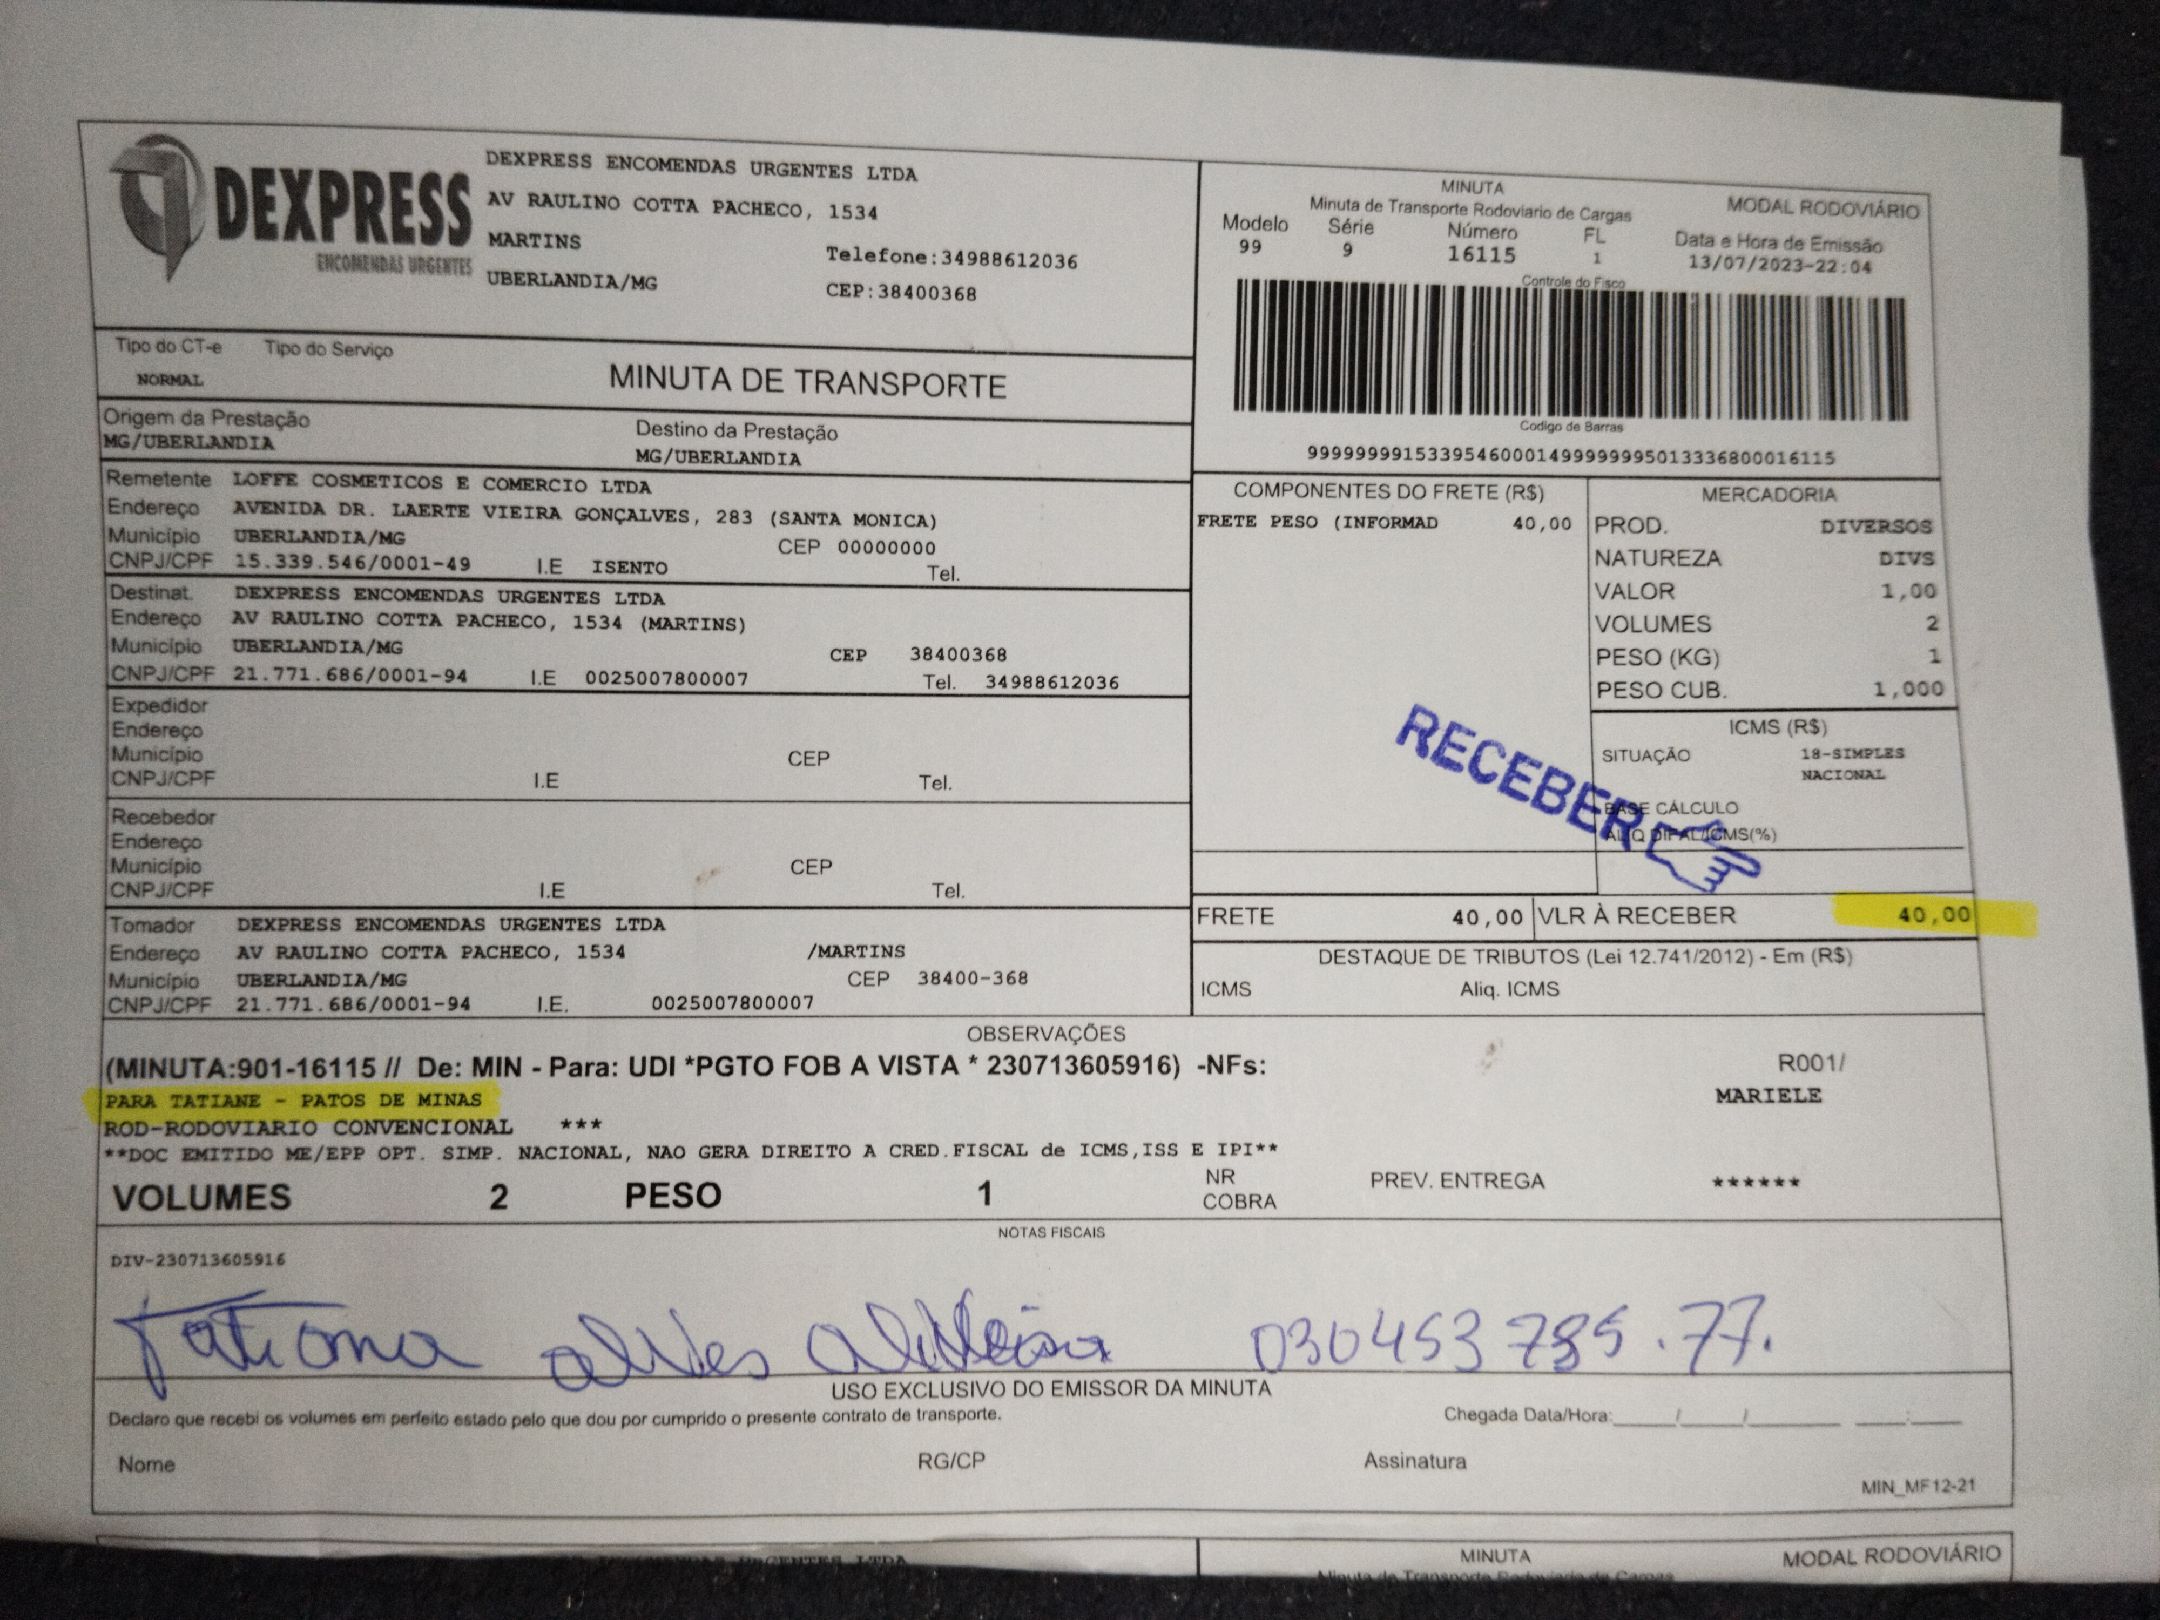 DEXPRESS
ENCOMENDAS URGENTES
DEXPRESS ENCOMENDAS URGENTES LTDA
AV RAULINO COTTA PACHECO, 1534
MARTINS
Telefone:34988612036
UBERLANDIA/MG
CEP:38400368
MINUTA
MODAL RODOVIÁRIO
Minuta de Transporte Rodoviario de Cargas
Modelo Série Número FL Data e Hora de Emissão
99 9 16115 1 13/07/2023-22:04
Controle do Fisco
Codigo de Barras
Tipo do CT-e Tipo do Serviço
NORMAL
MINUTA DE TRANSPORTE
Origem da Prestação Destino da Prestação
MG/UBERLANDIA MG/UBERLANDIA
Remetente LOFFE COSMETICOS E COMERCIO LTDA
Endereço AVENIDA DR. LAERTE VIEIRA GONÇALVES, 283 (SANTA MONICA)
Município UBERLANDIA/MG CEP 00000000
CNPJ/CPF 15.339.546/0001-49 I.E ISENTO Tel.
Destinat. DEXPRESS ENCOMENDAS URGENTES LTDA
Endereço AV RAULINO COTTA PACHECO, 1534 (MARTINS)
Município UBERLANDIA/MG CEP 38400368
CNPJ/CPF 21.771.686/0001-94 I.E 0025007800007 Tel. 34988612036
Expedidor
Endereço
Município CEP
CNPJ/CPF I.E Tel.
Recebedor
Endereço
Município CEP
CNPJ/CPF I.E Tel.
Tomador DEXPRESS ENCOMENDAS URGENTES LTDA
Endereço AV RAULINO COTTA PACHECO, 1534 /MARTINS
Município UBERLANDIA/MG CEP 38400-368
CNPJ/CPF 21.771.686/0001-94 I.E. 0025007800007
COMPONENTES DO FRETE (R$)
FRETE PESO (INFORMAD 40,00
MERCADORIA
PROD. DIVERSOS
NATUREZA DIVS
VALOR 1,00
VOLUMES 2
PESO (KG) 1
PESO CUB. 1,000
ICMS (R$)
SITUAÇÃO 18-SIMPLES
NACIONAL
BASE CÁLCULO
ALIQ DIFAL/ICMS(%)
RECEBER
FRETE 40,00 VLR À RECEBER 40,00
DESTAQUE DE TRIBUTOS (Lei 12.741/2012) - Em (R$)
ICMS Aliq. ICMS
OBSERVAÇÕES
(MINUTA:901-16115 // De: MIN - Para: UDI *PGTO FOB A VISTA * 230713605916) -NFs: R001/
PARA TATIANE - PATOS DE MINAS MARIELE
ROD-RODOVIARIO CONVENCIONAL ***
**DOC EMITIDO ME/EPP OPT. SIMP. NACIONAL, NAO GERA DIREITO A CRED.FISCAL de ICMS,ISS E IPI**
VOLUMES 2 PESO 1 NR COBRA PREV. ENTREGA ******
NOTAS FISCAIS
DIV-230713605916
Tatiana Alves 030453785.77.
USO EXCLUSIVO DO EMISSOR DA MINUTA
Declaro que recebi os volumes em perfeito estado pelo que dou por cumprido o presente contrato de transporte. Chegada Data/Hora:____/____/____ ____:____
Nome RG/CP Assinatura
MIN_MF12-21
MINUTA MODAL RODOVIÁRIO